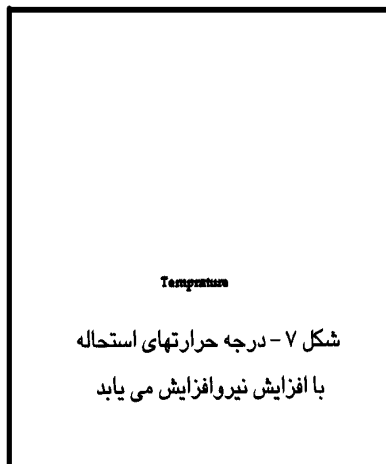 Temprature
شکل ۷ - درجه حرارتهای استحاله
با افزایش نیروافزایش می یابد